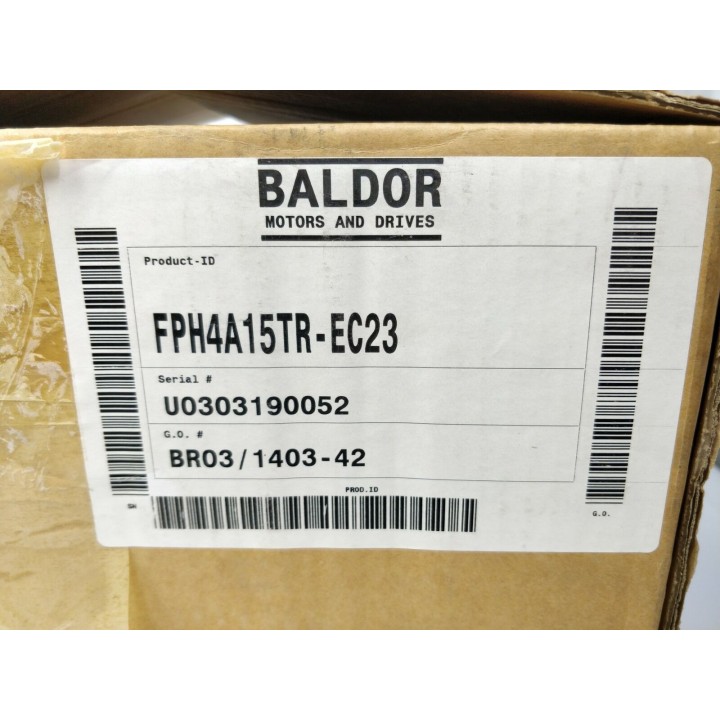 BALDOR
MOTORS AND DRIVES
Product-ID
FPH4A15TR-EC23
Serial #
U0303190052
G.O. #
BR03/1403-42
PROD.ID
SN
G.O.